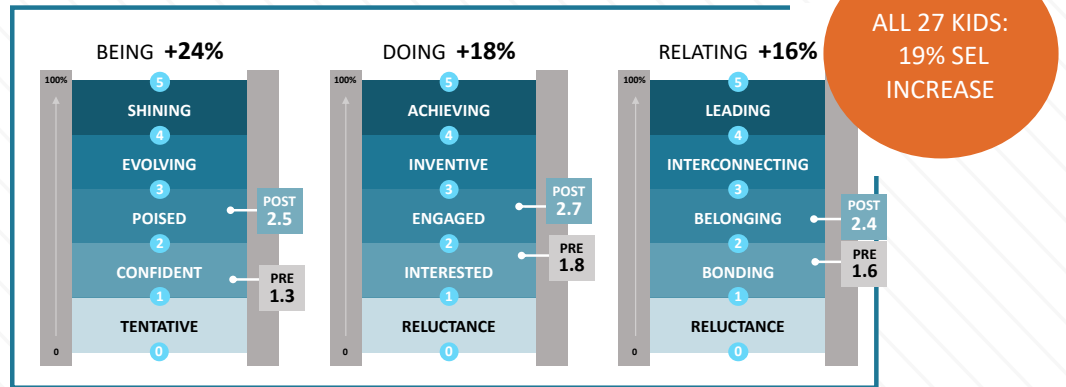 ALL 27 KIDS:
19% SEL
INCREASE
BEING +24%
100%
5
SHINING
4
EVOLVING
3
POISED
2
CONFIDENT
1
TENTATIVE
0
0
POST
2.5
PRE
1.3
DOING +18%
100%
5
ACHIEVING
4
INVENTIVE
3
ENGAGED
2
INTERESTED
1
RELUCTANCE
0
0
POST
2.7
PRE
1.8
RELATING +16%
100%
5
LEADING
4
INTERCONNECTING
3
BELONGING
2
BONDING
1
RELUCTANCE
0
0
POST
2.4
PRE
1.6